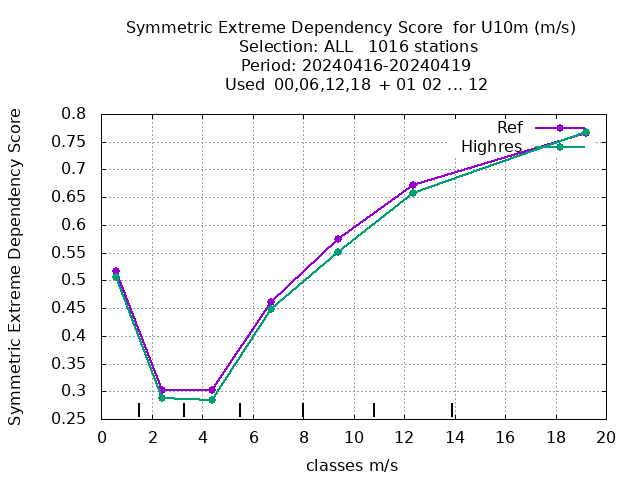 Symmetric Extreme Dependency Score  for U10m (m/s)
Selection: ALL   1016 stations
Period: 20240416-20240419
Used  00,06,12,18 + 01 02 ... 12
Symmetric Extreme Dependency Score
0.8
0.75
0.7
0.65
0.6
0.55
0.5
0.45
0.4
0.35
0.3
0.25
Ref
Highres
0 2 4 6 8 10 12 14 16 18 20
classes m/s